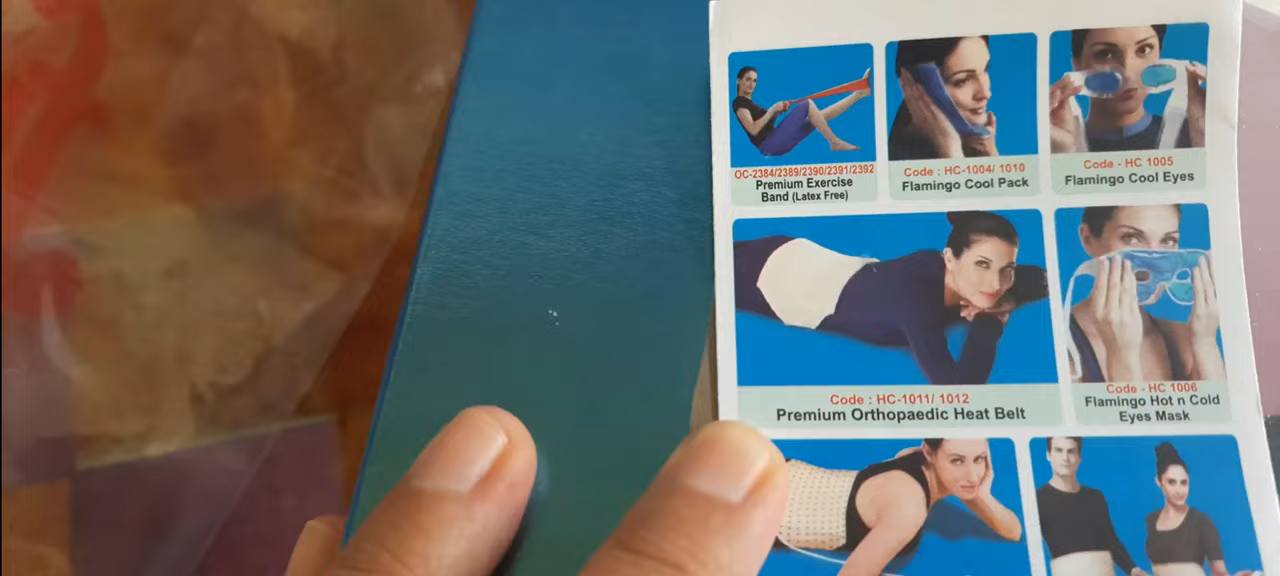 OC-2384/2389/2390/2391/2392
Premium Exercise
Band (Latex Free)
Code : HC-1004/ 1010
Flamingo Cool Pack
Code - HC 1005
Flamingo Cool Eyes
Code : HC-1011/ 1012
Premium Orthopaedic Heat Belt
Code - HC 1006
Flamingo Hot n Cold
Eyes Mask